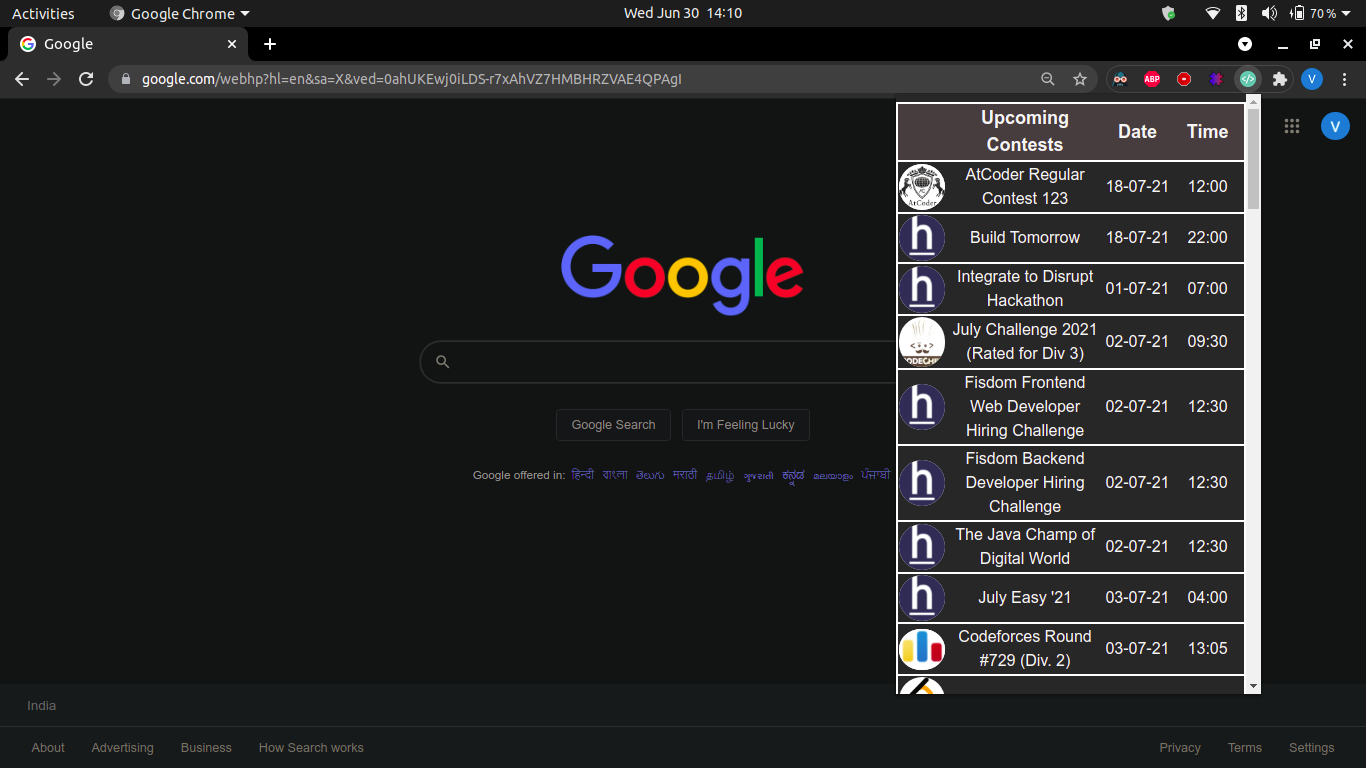 Activities Google Chrome Wed Jun 30 14:10 70 %
Google
google.com/webhp?hl=en&sa=X&ved=0ahUKEwj0iLDS-r7xAhVZ7HMBHRZVAE4QPAgI ABP V
V
Upcoming Contests Date Time
AtCoder
AtCoder Regular Contest 123 18-07-21 12:00
h Build Tomorrow 18-07-21 22:00
h Integrate to Disrupt Hackathon 01-07-21 07:00
July Challenge 2021 (Rated for Div 3) 02-07-21 09:30
h Fisdom Frontend Web Developer Hiring Challenge 02-07-21 12:30
h Fisdom Backend Developer Hiring Challenge 02-07-21 12:30
h The Java Champ of Digital World 02-07-21 12:30
h July Easy '21 03-07-21 04:00
Codeforces Round #729 (Div. 2) 03-07-21 13:05
Google
Google Search I'm Feeling Lucky
Google offered in: हिन्दी বাংলা తెలుగు मराठी தமிழ் ગુજરાતી ಕನ್ನಡ മലയാളം ਪੰਜਾਬੀ
India
About Advertising Business How Search works Privacy Terms Settings